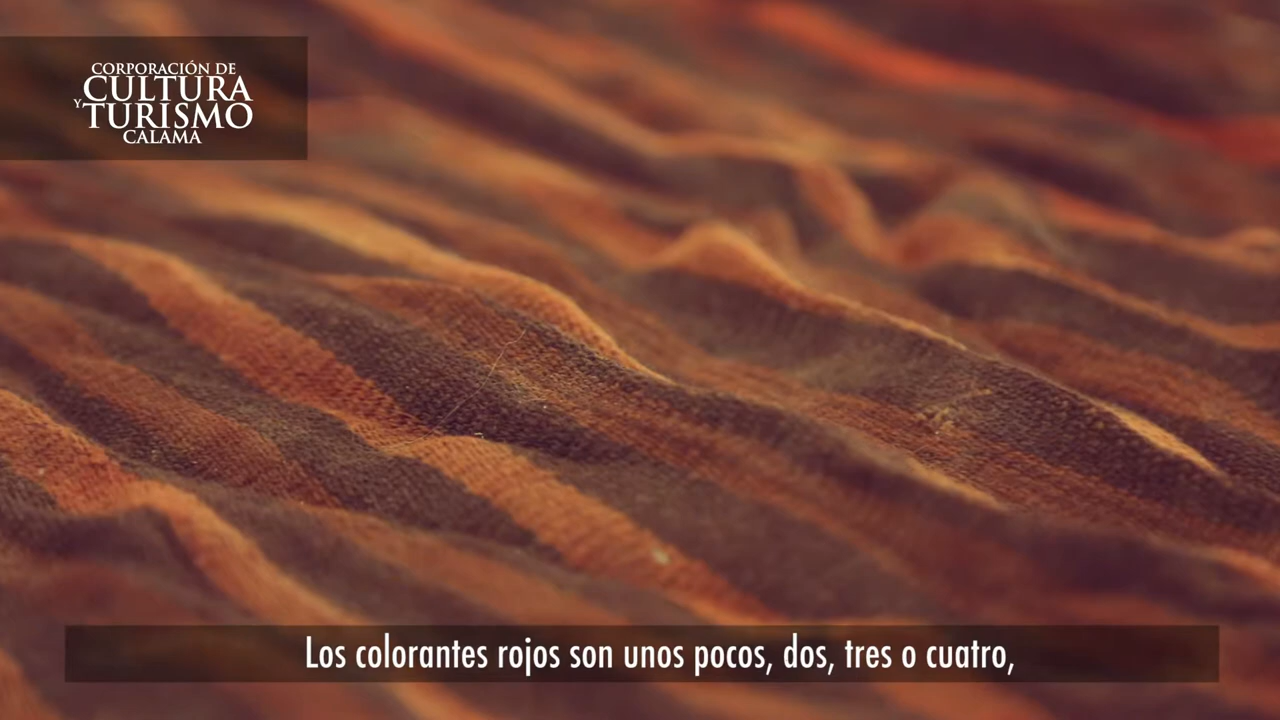 CORPORACIÓN DE
CULTURA
Y TURISMO
CALAMA
Los colorantes rojos son unos pocos, dos, tres o cuatro,